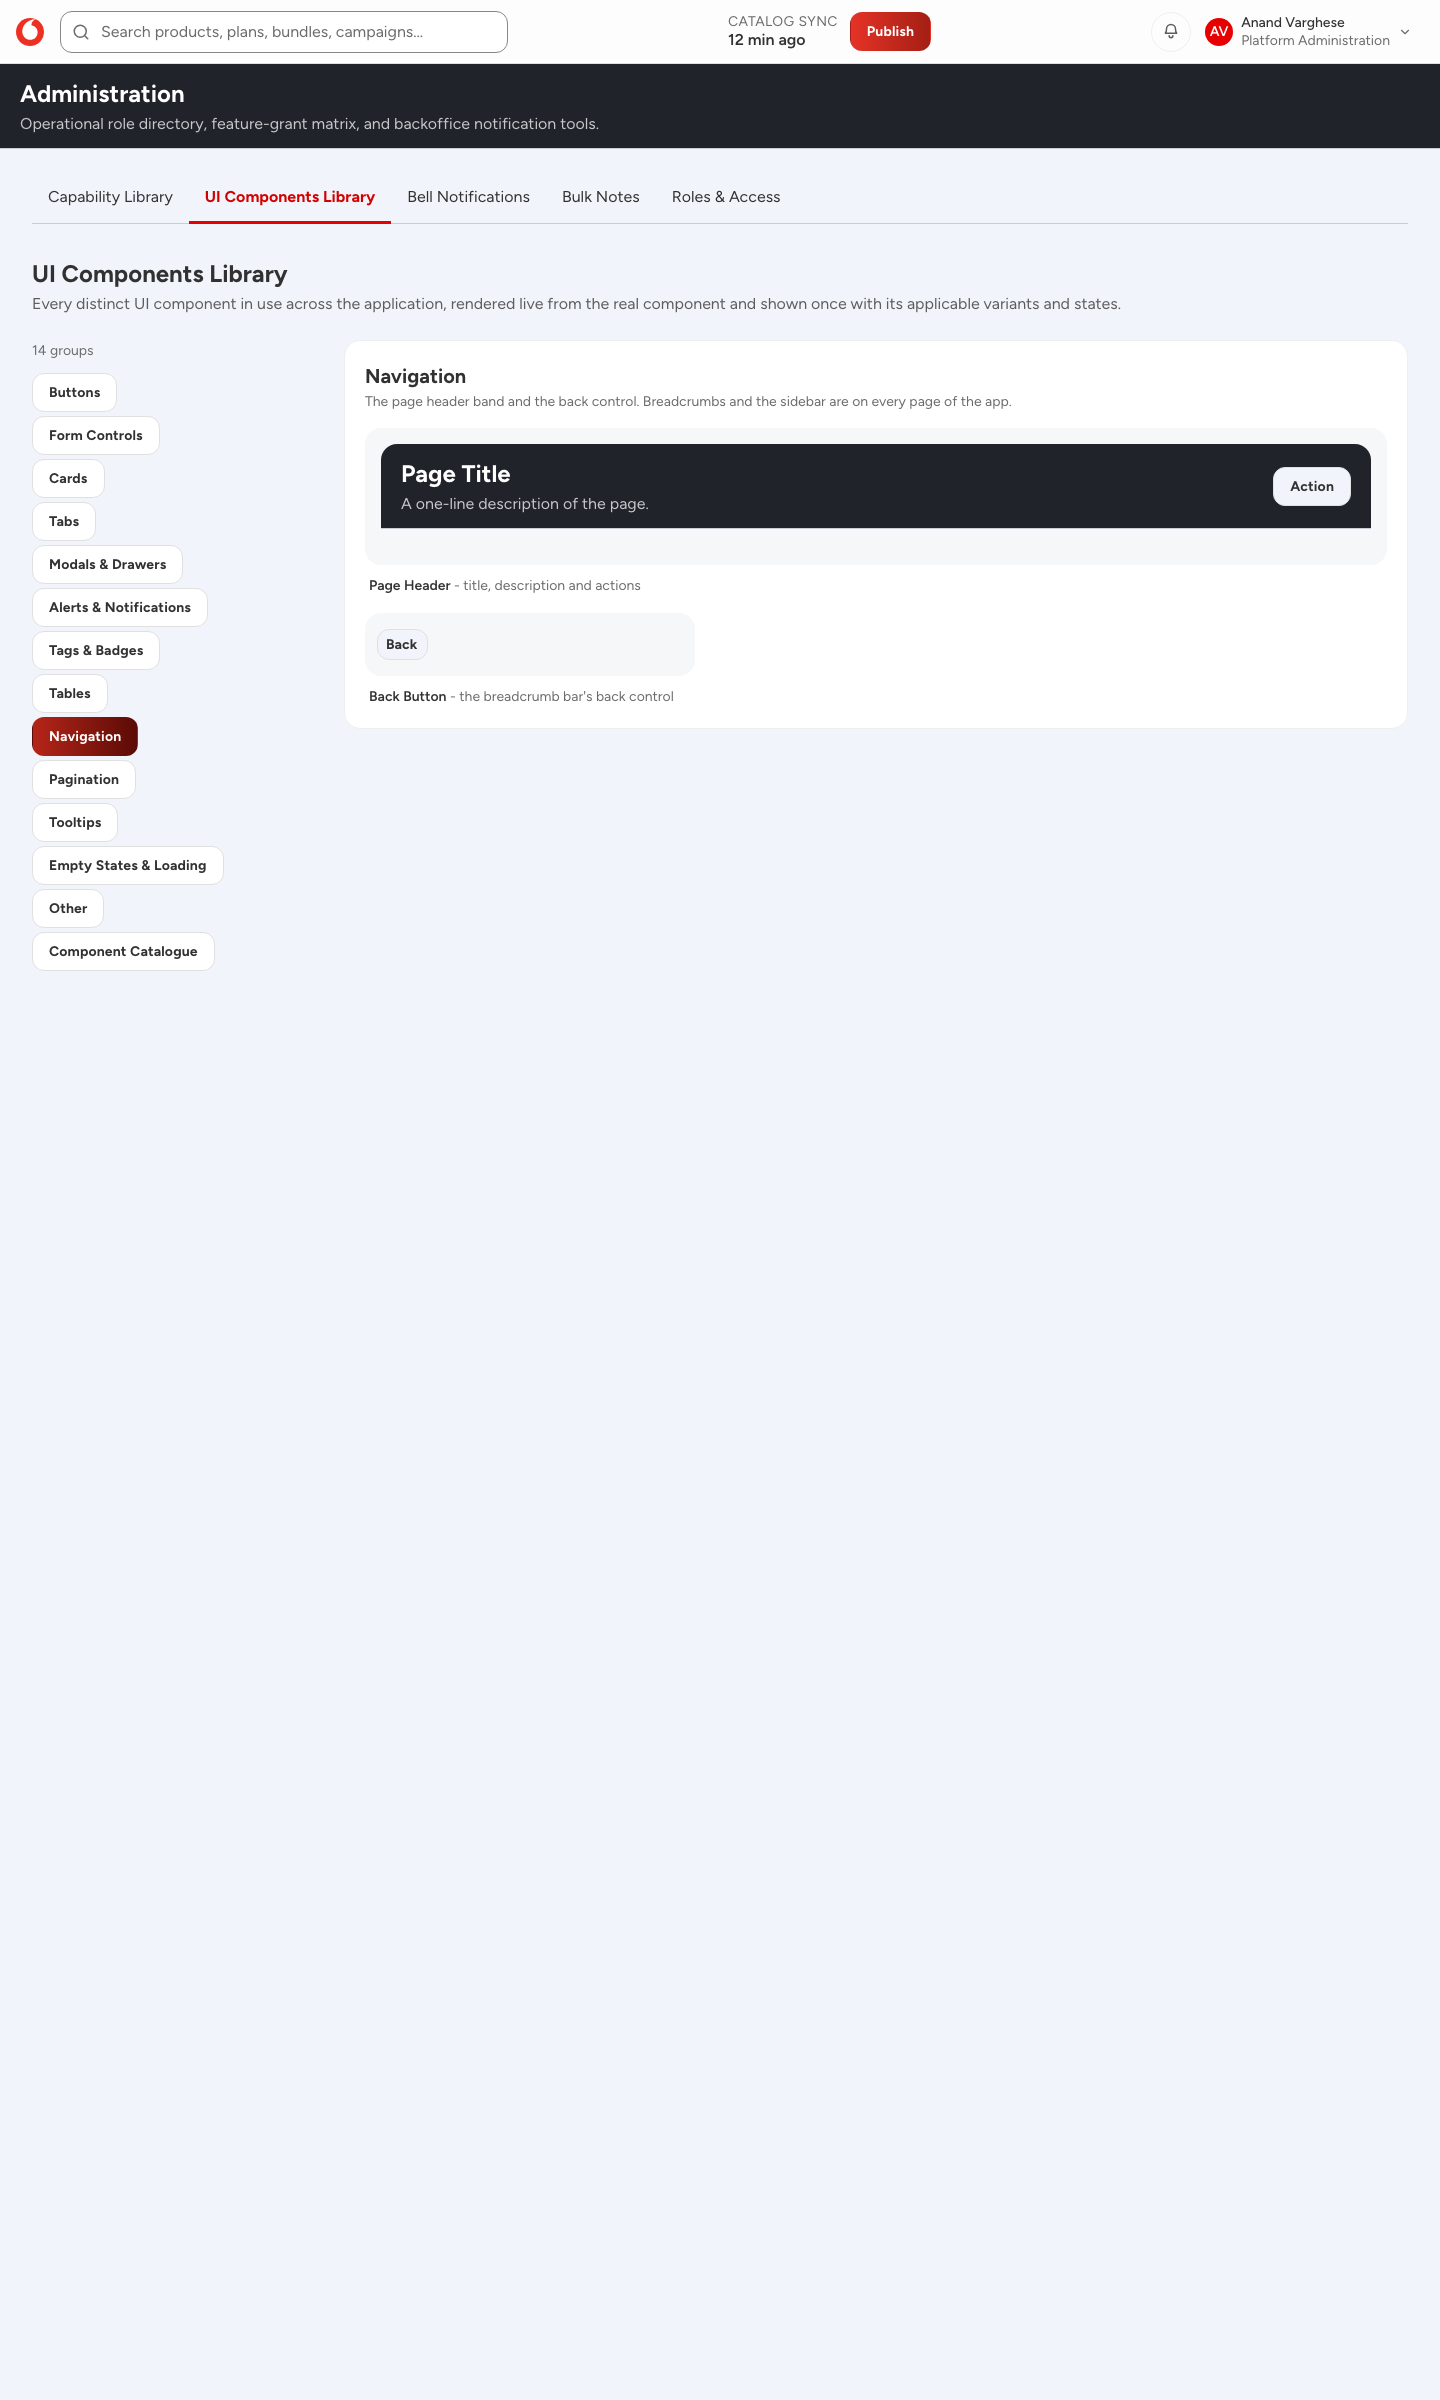 Search products, plans, bundles, campaigns...
CATALOG SYNC
12 min ago
Publish
AV
Anand Varghese
Platform Administration
Administration
Operational role directory, feature-grant matrix, and backoffice notification tools.
Capability Library
UI Components Library
Bell Notifications
Bulk Notes
Roles & Access
UI Components Library
Every distinct UI component in use across the application, rendered live from the real component and shown once with its applicable variants and states.
14 groups
Buttons
Form Controls
Cards
Tabs
Modals & Drawers
Alerts & Notifications
Tags & Badges
Tables
Navigation
Pagination
Tooltips
Empty States & Loading
Other
Component Catalogue
Navigation
The page header band and the back control. Breadcrumbs and the sidebar are on every page of the app.
Page Title
A one-line description of the page.
Action
Page Header - title, description and actions
Back
Back Button - the breadcrumb bar's back control